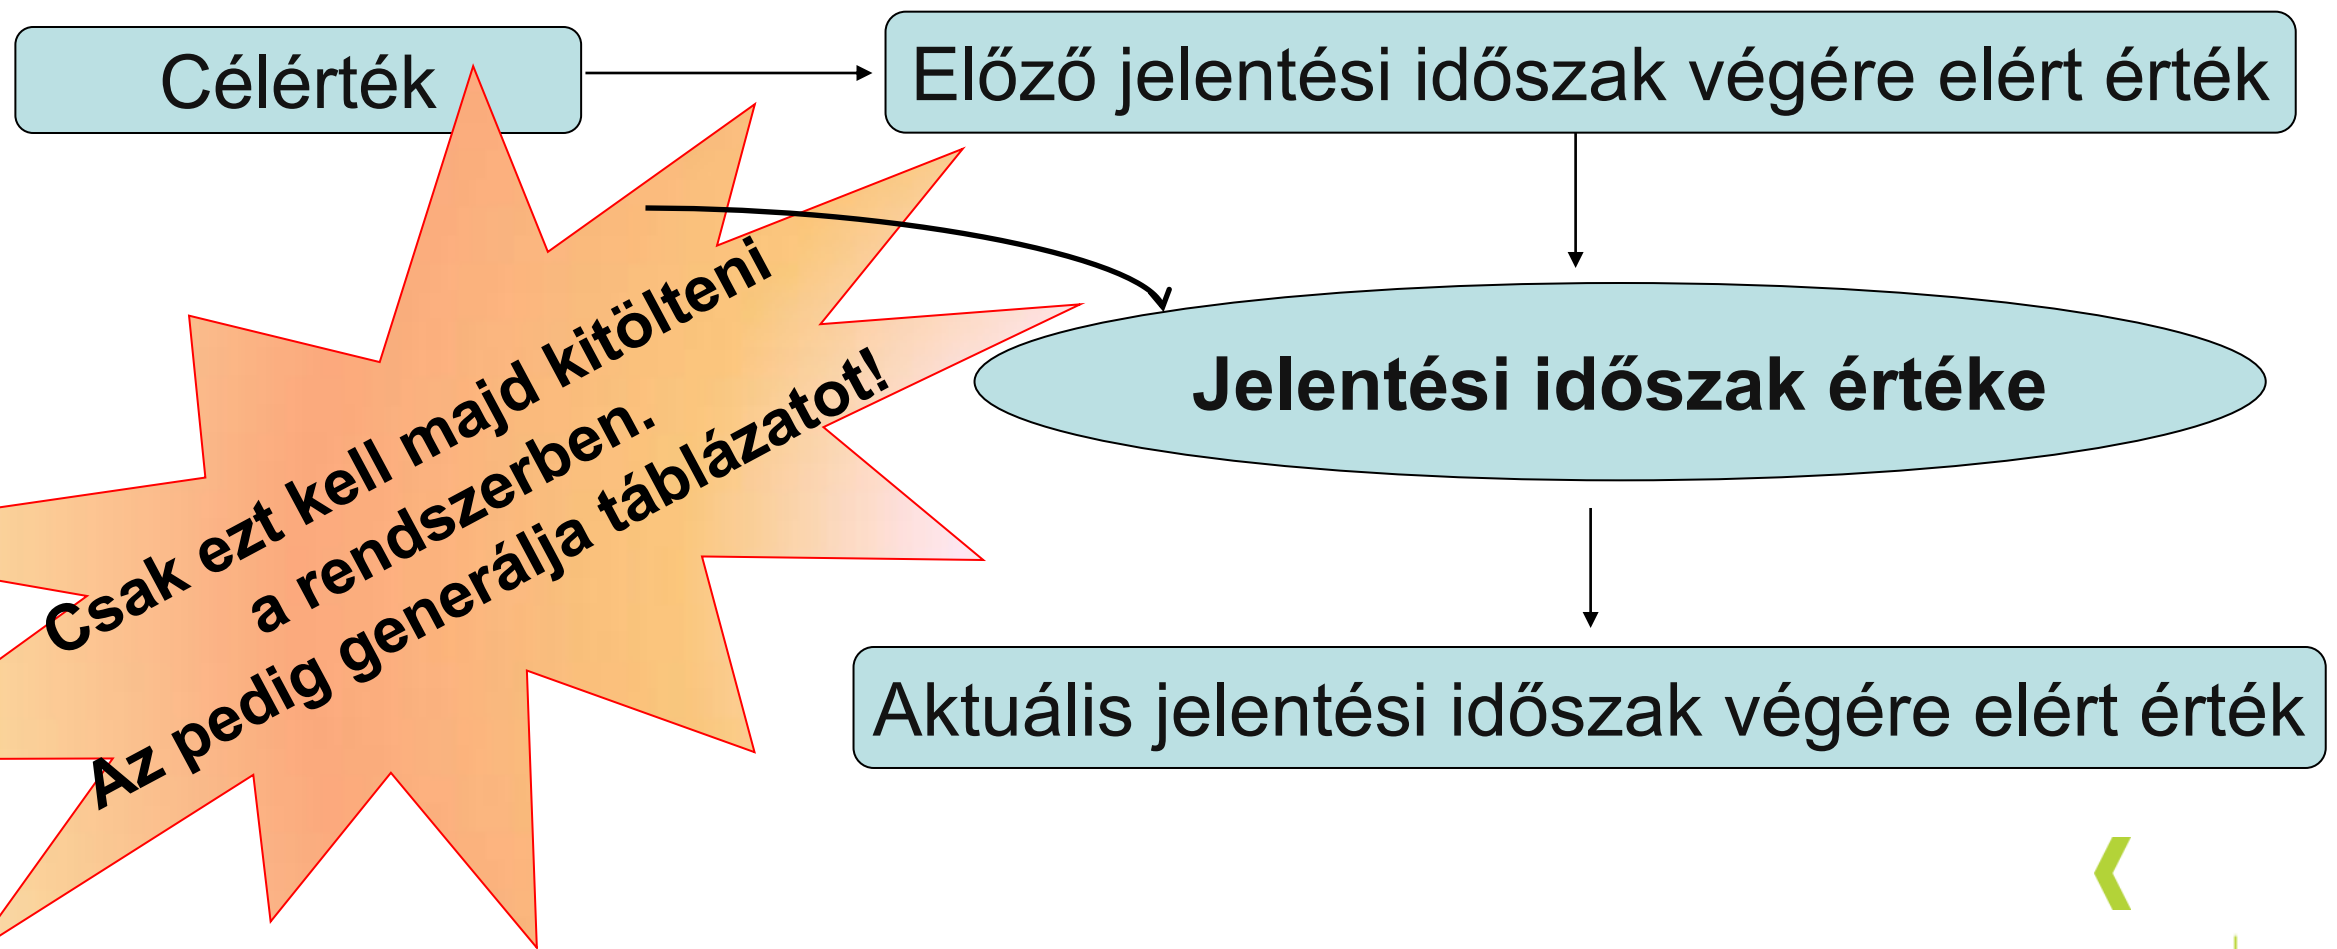 Célérték
Előző jelentési időszak végére elért érték
Csak ezt kell majd kitölteni
a rendszerben.
Az pedig generálja táblázatot!
Jelentési időszak értéke
Aktuális jelentési időszak végére elért érték